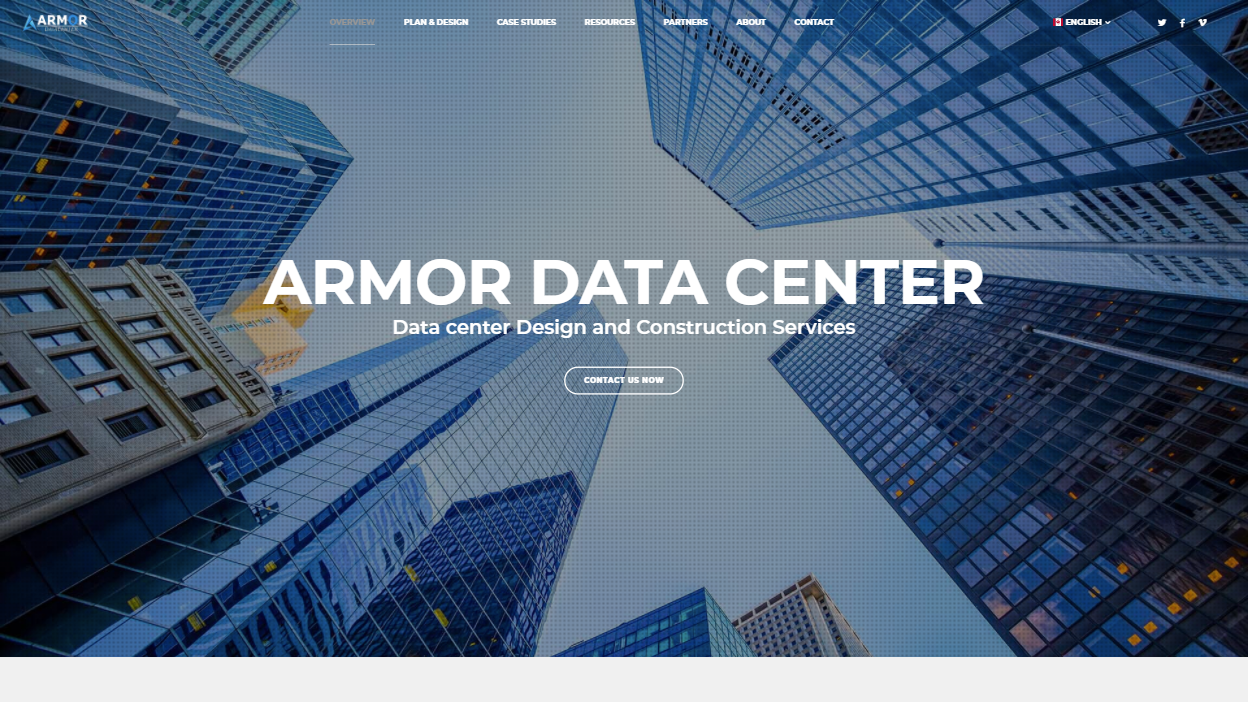 ARMOR
OVERVIEW
PLAN & DESIGN
CASE STUDIES
RESOURCES
PARTNERS
ABOUT
CONTACT
ENGLISH
ARMOR DATA CENTER
Data center Design and Construction Services
CONTACT US NOW